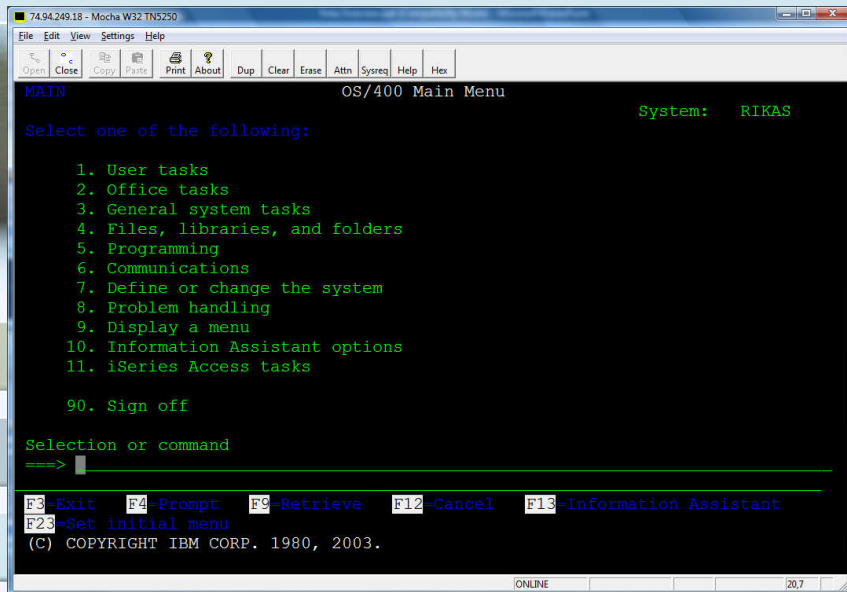 74.94.249.18 - Mocha W32 TN5250
File Edit View Settings Help
Open Close Copy Paste Print About Dup Clear Erase Attn Sysreq Help Hex
MAIN OS/400 Main Menu
System: RIKAS
Select one of the following:
1. User tasks
2. Office tasks
3. General system tasks
4. Files, libraries, and folders
5. Programming
6. Communications
7. Define or change the system
8. Problem handling
9. Display a menu
10. Information Assistant options
11. iSeries Access tasks
90. Sign off
Selection or command
===>
F3=Exit F4=Prompt F9=Retrieve F12=Cancel F13=Information Assistant
F23=Set initial menu
(C) COPYRIGHT IBM CORP. 1980, 2003.
ONLINE 20,7